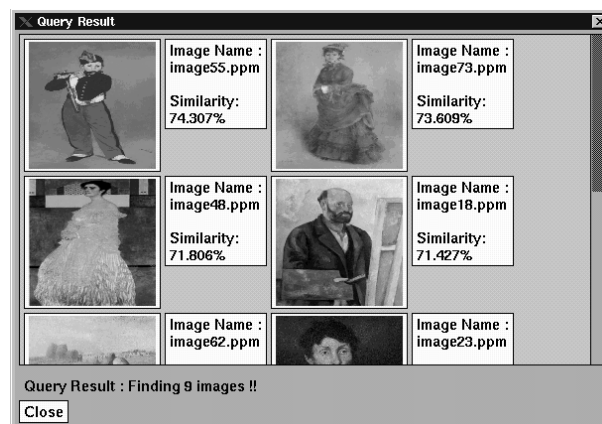 Query Result
Image Name :
image55.ppm
Similarity:
74.307%
Image Name :
image73.ppm
Similarity:
73.609%
Image Name :
image48.ppm
Similarity:
71.806%
Image Name :
image18.ppm
Similarity:
71.427%
Image Name :
image62.ppm
Image Name :
image23.ppm
Query Result : Finding 9 images !!
Close